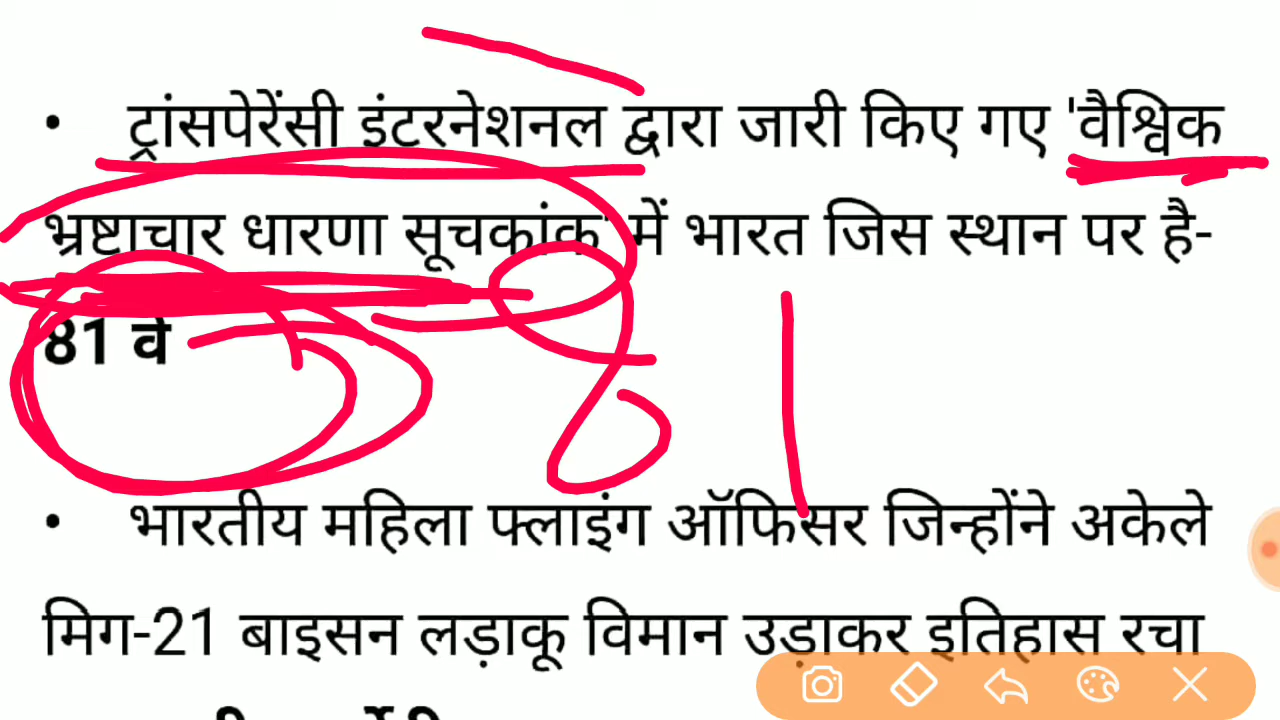 • ट्रांसपेरेंसी इंटरनेशनल द्वारा जारी किए गए 'वैश्विक
भ्रष्टाचार धारणा सूचकांक' में भारत जिस स्थान पर है-
81 वे
81
• भारतीय महिला फ्लाइंग ऑफिसर जिन्होंने अकेले
मिग-21 बाइसन लड़ाकू विमान उड़ाकर इतिहास रचा